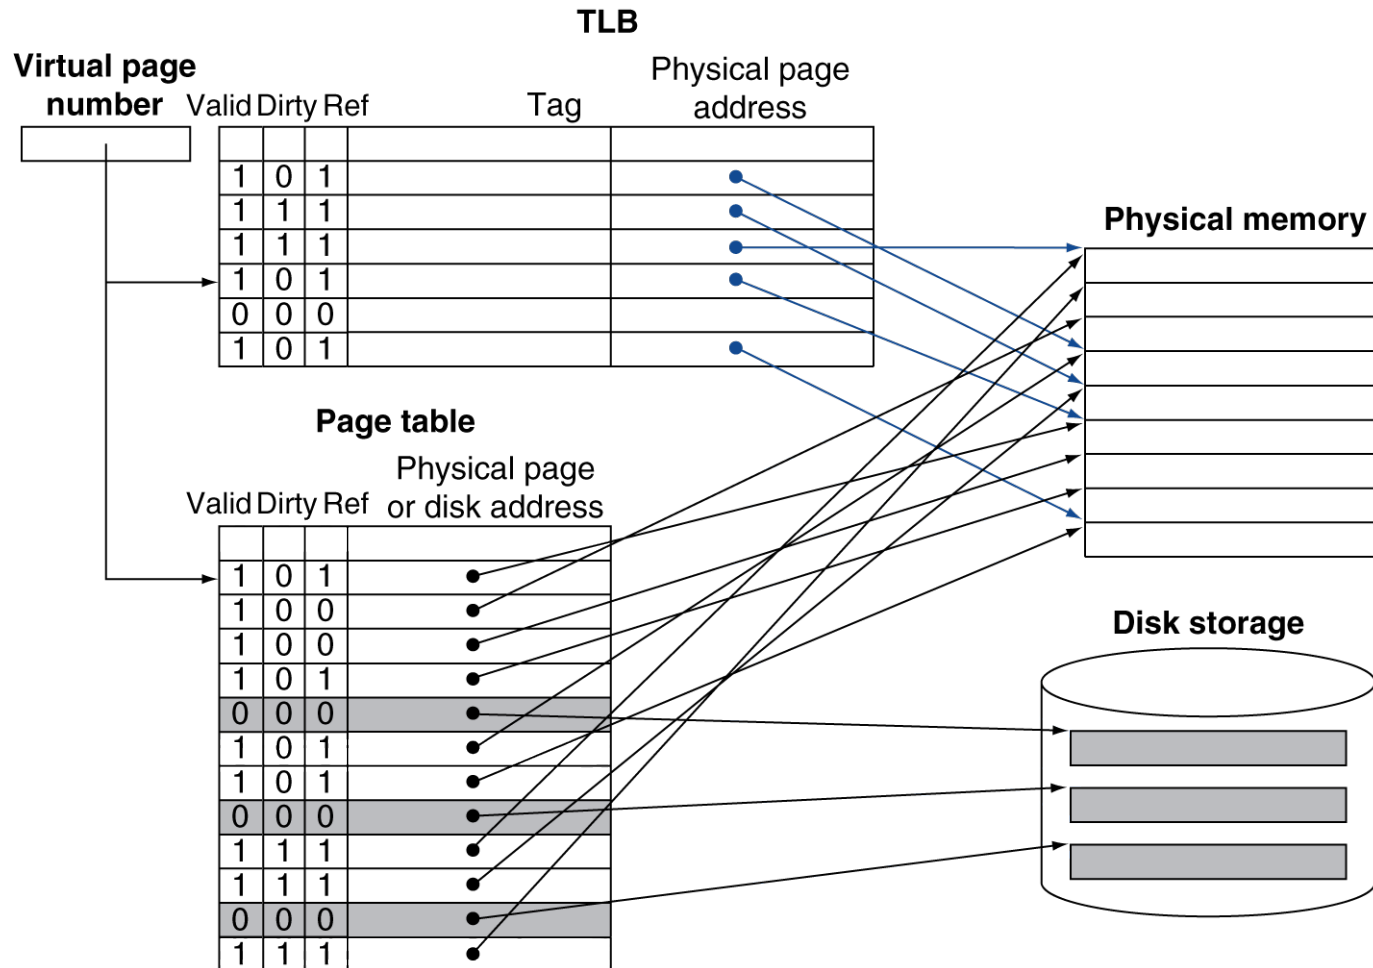 TLB
Virtual page
number
Valid Dirty Ref
Tag
Physical page
address
1 0 1
1 1 1
1 1 1
1 0 1
0 0 0
1 0 1
Physical memory
Page table
Physical page
or disk address
Valid Dirty Ref
1 0 1
1 0 0
1 0 0
1 0 1
0 0 0
1 0 1
1 0 1
0 0 0
1 1 1
1 1 1
0 0 0
1 1 1
Disk storage